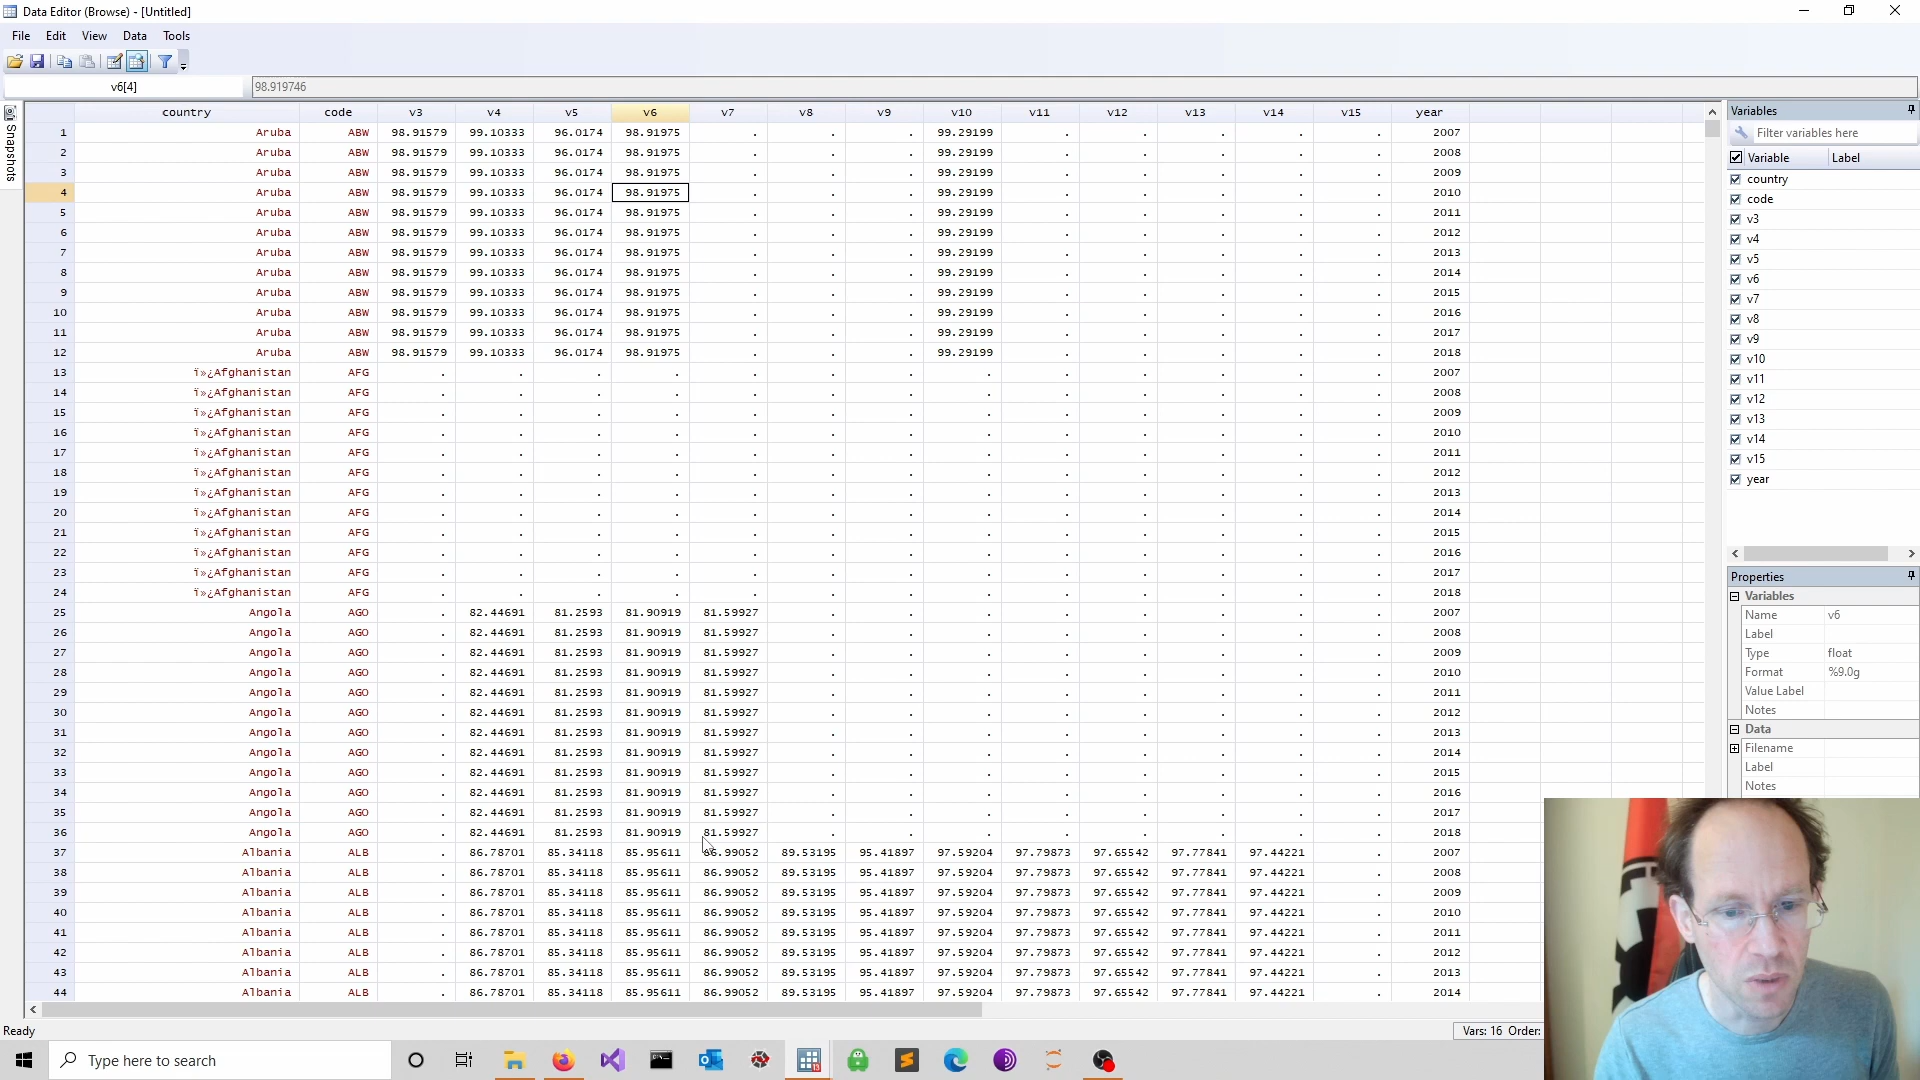 Data Editor (Browse) - [Untitled]
File Edit View Data Tools
v6[4] 98.919746
Snapshots
country code v3 v4 v5 v6 v7 v8 v9 v10 v11 v12 v13 v14 v15 year
1 Aruba ABW 98.91579 99.10333 96.0174 98.91975 . . . 99.29199 . . . . . 2007
2 Aruba ABW 98.91579 99.10333 96.0174 98.91975 . . . 99.29199 . . . . . 2008
3 Aruba ABW 98.91579 99.10333 96.0174 98.91975 . . . 99.29199 . . . . . 2009
4 Aruba ABW 98.91579 99.10333 96.0174 98.91975 . . . 99.29199 . . . . . 2010
5 Aruba ABW 98.91579 99.10333 96.0174 98.91975 . . . 99.29199 . . . . . 2011
6 Aruba ABW 98.91579 99.10333 96.0174 98.91975 . . . 99.29199 . . . . . 2012
7 Aruba ABW 98.91579 99.10333 96.0174 98.91975 . . . 99.29199 . . . . . 2013
8 Aruba ABW 98.91579 99.10333 96.0174 98.91975 . . . 99.29199 . . . . . 2014
9 Aruba ABW 98.91579 99.10333 96.0174 98.91975 . . . 99.29199 . . . . . 2015
10 Aruba ABW 98.91579 99.10333 96.0174 98.91975 . . . 99.29199 . . . . . 2016
11 Aruba ABW 98.91579 99.10333 96.0174 98.91975 . . . 99.29199 . . . . . 2017
12 Aruba ABW 98.91579 99.10333 96.0174 98.91975 . . . 99.29199 . . . . . 2018
13 ï»¿Afghanistan AFG . . . . . . . . . . . . . 2007
14 ï»¿Afghanistan AFG . . . . . . . . . . . . . 2008
15 ï»¿Afghanistan AFG . . . . . . . . . . . . . 2009
16 ï»¿Afghanistan AFG . . . . . . . . . . . . . 2010
17 ï»¿Afghanistan AFG . . . . . . . . . . . . . 2011
18 ï»¿Afghanistan AFG . . . . . . . . . . . . . 2012
19 ï»¿Afghanistan AFG . . . . . . . . . . . . . 2013
20 ï»¿Afghanistan AFG . . . . . . . . . . . . . 2014
21 ï»¿Afghanistan AFG . . . . . . . . . . . . . 2015
22 ï»¿Afghanistan AFG . . . . . . . . . . . . . 2016
23 ï»¿Afghanistan AFG . . . . . . . . . . . . . 2017
24 ï»¿Afghanistan AFG . . . . . . . . . . . . . 2018
25 Angola AGO . 82.44691 81.2593 81.90919 81.59927 . . . . . . . . 2007
26 Angola AGO . 82.44691 81.2593 81.90919 81.59927 . . . . . . . . 2008
27 Angola AGO . 82.44691 81.2593 81.90919 81.59927 . . . . . . . . 2009
28 Angola AGO . 82.44691 81.2593 81.90919 81.59927 . . . . . . . . 2010
29 Angola AGO . 82.44691 81.2593 81.90919 81.59927 . . . . . . . . 2011
30 Angola AGO . 82.44691 81.2593 81.90919 81.59927 . . . . . . . . 2012
31 Angola AGO . 82.44691 81.2593 81.90919 81.59927 . . . . . . . . 2013
32 Angola AGO . 82.44691 81.2593 81.90919 81.59927 . . . . . . . . 2014
33 Angola AGO . 82.44691 81.2593 81.90919 81.59927 . . . . . . . . 2015
34 Angola AGO . 82.44691 81.2593 81.90919 81.59927 . . . . . . . . 2016
35 Angola AGO . 82.44691 81.2593 81.90919 81.59927 . . . . . . . . 2017
36 Angola AGO . 82.44691 81.2593 81.90919 81.59927 . . . . . . . . 2018
37 Albania ALB . 86.78701 85.34118 85.95611 86.99052 89.53195 95.41897 97.59204 97.79873 97.65542 97.77841 97.44221 . 2007
38 Albania ALB . 86.78701 85.34118 85.95611 86.99052 89.53195 95.41897 97.59204 97.79873 97.65542 97.77841 97.44221 . 2008
39 Albania ALB . 86.78701 85.34118 85.95611 86.99052 89.53195 95.41897 97.59204 97.79873 97.65542 97.77841 97.44221 . 2009
40 Albania ALB . 86.78701 85.34118 85.95611 86.99052 89.53195 95.41897 97.59204 97.79873 97.65542 97.77841 97.44221 . 2010
41 Albania ALB . 86.78701 85.34118 85.95611 86.99052 89.53195 95.41897 97.59204 97.79873 97.65542 97.77841 97.44221 . 2011
42 Albania ALB . 86.78701 85.34118 85.95611 86.99052 89.53195 95.41897 97.59204 97.79873 97.65542 97.77841 97.44221 . 2012
43 Albania ALB . 86.78701 85.34118 85.95611 86.99052 89.53195 95.41897 97.59204 97.79873 97.65542 97.77841 97.44221 . 2013
44 Albania ALB . 86.78701 85.34118 85.95611 86.99052 89.53195 95.41897 97.59204 97.79873 97.65542 97.77841 97.44221 . 2014
Variables
Filter variables here
Variable Label
country
code
v3
v4
v5
v6
v7
v8
v9
v10
v11
v12
v13
v14
v15
year
Properties
Variables
Name v6
Label
Type float
Format %9.0g
Value Label
Notes
Data
Filename
Label
Notes
Ready
Vars: 16 Order:
Type here to search